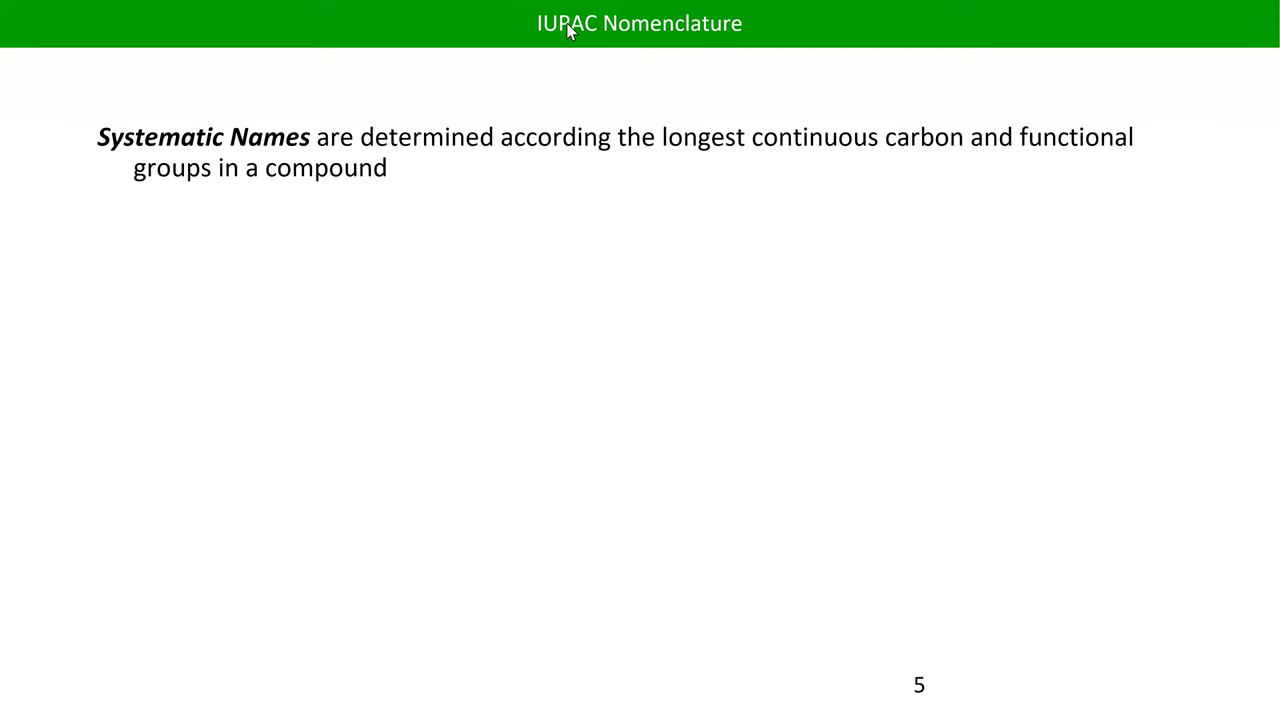 IUPAC Nomenclature
Systematic Names are determined according the longest continuous carbon and functional
groups in a compound
5